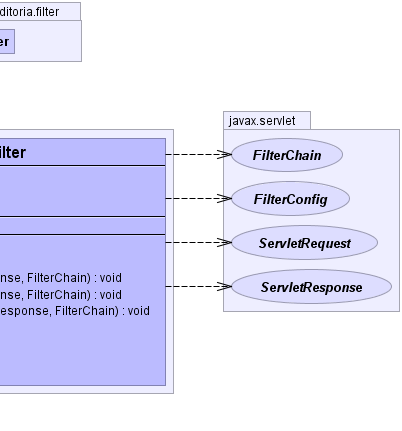 ditoria.filter
er
javax.servlet
ilter
FilterChain
FilterConfig
ServletRequest
ServletResponse
nse, FilterChain) : void
nse, FilterChain) : void
esponse, FilterChain) : void